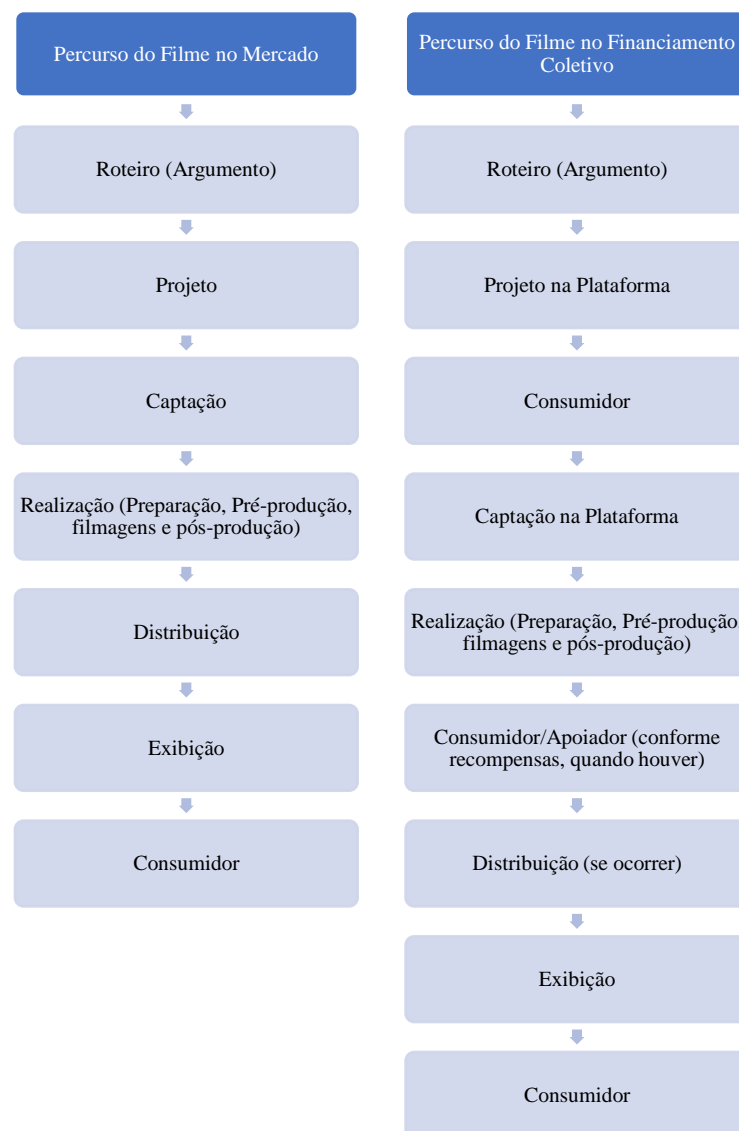 Percurso do Filme no Mercado
Roteiro (Argumento)
Projeto
Captação
Realização (Preparação, Pré-produção,
filmagens e pós-produção)
Distribuição
Exibição
Consumidor
Percurso do Filme no Financiamento
Coletivo
Roteiro (Argumento)
Projeto na Plataforma
Consumidor
Captação na Plataforma
Realização (Preparação, Pré-produção,
filmagens e pós-produção)
Consumidor/Apoiador (conforme
recompensas, quando houver)
Distribuição (se ocorrer)
Exibição
Consumidor